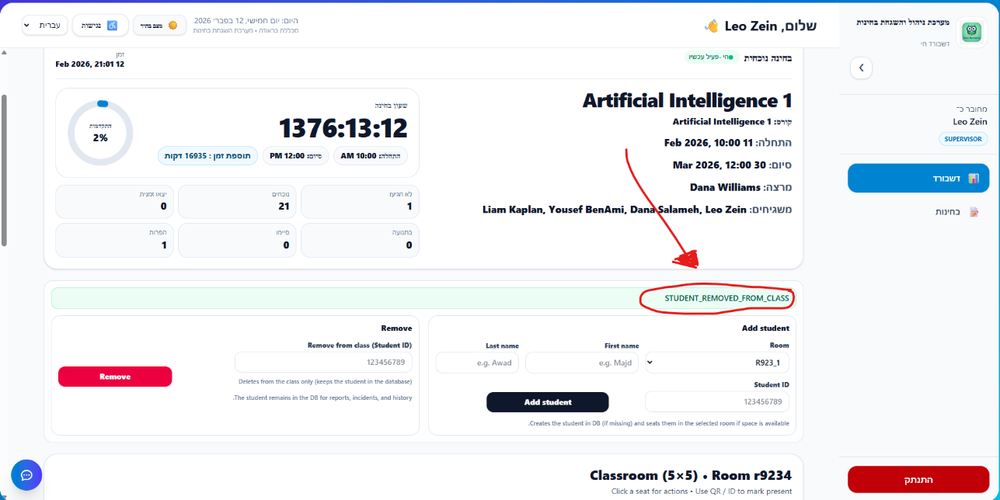 מערכת ניהול והשגחת בחינות
דשבורד חי
שלום, Leo Zein 👋
היום: יום חמישי, 12 בפבר׳ 2026
מכללת בראודה • מערכת השגחת בחינות
מצב בהיר
נגישות
עברית
מחובר כ־
Leo Zein
SUPERVISOR
דשבורד
בחינות
התנתק
בחינה נוכחית
חי -פעיל עכשיו
זמן
12 Feb 2026, 21:01
Artificial Intelligence 1
קורס: Artificial Intelligence 1
התחלה: 11 Feb 2026, 10:00
סיום: 30 Mar 2026, 12:00
מרצה: Dana Williams
משגיחים: Liam Kaplan, Yousef BenAmi, Dana Salameh, Leo Zein
שעון בחינה
1376:13:12
התחלה: 10:00 AM
סיום: 12:00 PM
תוספת זמן : 16935 דקות
התקדמות
2%
לא הגיעו
1
נוכחים
21
יצאו זמנית
0
בתנועה
0
סיימו
0
הפרות
1
STUDENT_REMOVED_FROM_CLASS
Add student
Room
First name
Last name
R923_1
e.g. Majd
e.g. Awad
Student ID
123456789
Add student
Creates the student in DB (if missing) and seats them in the selected room if space is available.
Remove
Remove from class (Student ID)
123456789
Remove
Deletes from the class only (keeps the student in the database)
The student remains in the DB for reports, incidents, and history.
Classroom (5×5) • Room r9234
Click a seat for actions • Use QR / ID to mark present